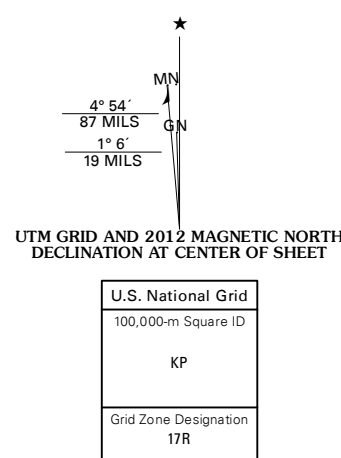 ★
MN
4° 54´
87 MILS
GN
1° 6´
19 MILS
UTM GRID AND 2012 MAGNETIC NORTH
DECLINATION AT CENTER OF SHEET
U.S. National Grid
100,000-m Square ID
KP
Grid Zone Designation
17R